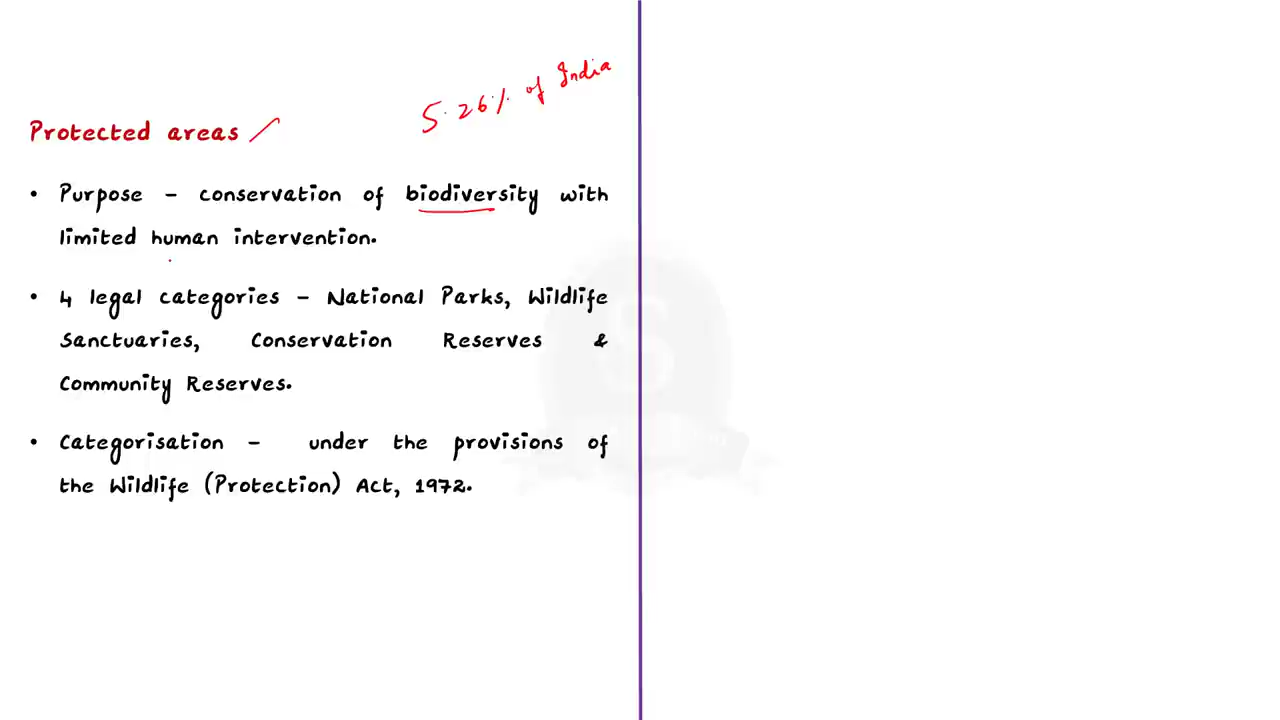 5.26% of India
Protected areas
• Purpose – conservation of biodiversity with
limited human intervention.
• 4 legal categories – National Parks, Wildlife
Sanctuaries, Conservation Reserves &
Community Reserves.
• Categorisation – under the provisions of
the Wildlife (Protection) Act, 1972.